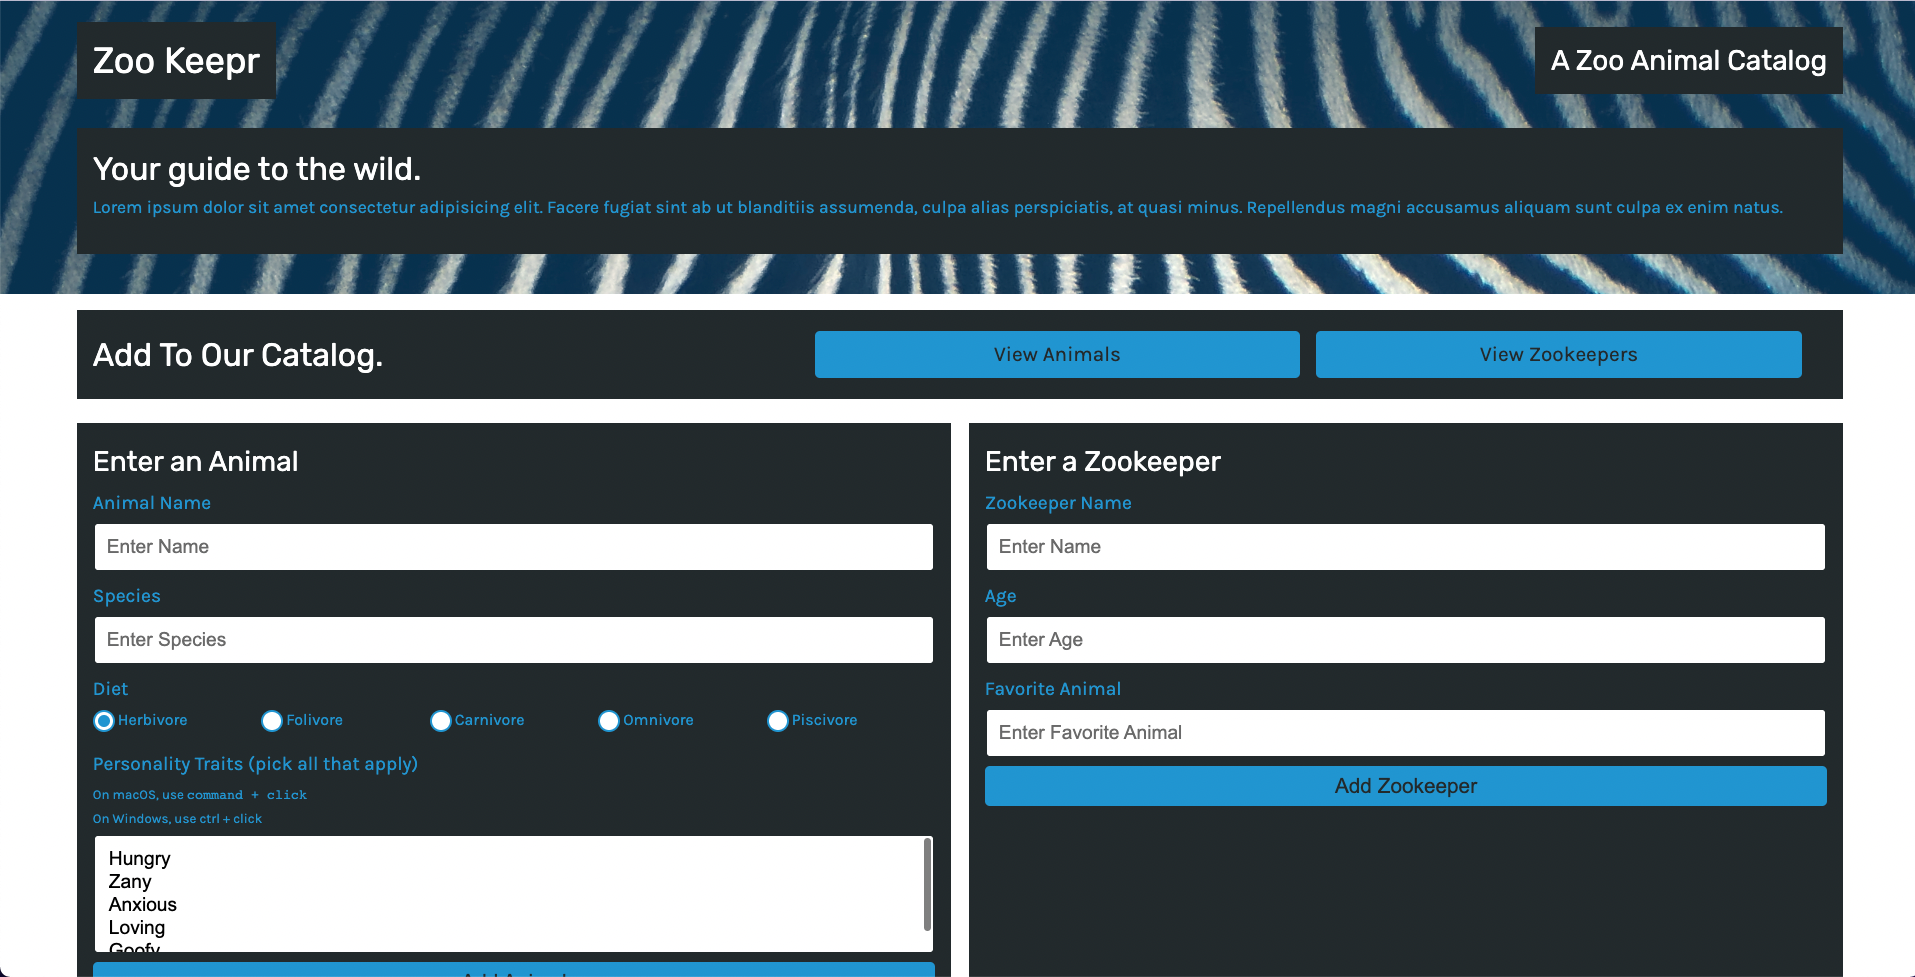 Zoo Keepr
A Zoo Animal Catalog
Your guide to the wild.
Lorem ipsum dolor sit amet consectetur adipisicing elit. Facere fugiat sint ab ut blanditiis assumenda, culpa alias perspiciatis, at quasi minus. Repellendus magni accusamus aliquam sunt culpa ex enim natus.
Add To Our Catalog.
View Animals
View Zookeepers
Enter an Animal
Animal Name
Enter Name
Species
Enter Species
Diet
Herbivore Folivore Carnivore Omnivore Piscivore
Personality Traits (pick all that apply)
On macOS, use command + click
On Windows, use ctrl + click
Hungry
Zany
Anxious
Loving
Goofy
Enter a Zookeeper
Zookeeper Name
Enter Name
Age
Enter Age
Favorite Animal
Enter Favorite Animal
Add Zookeeper